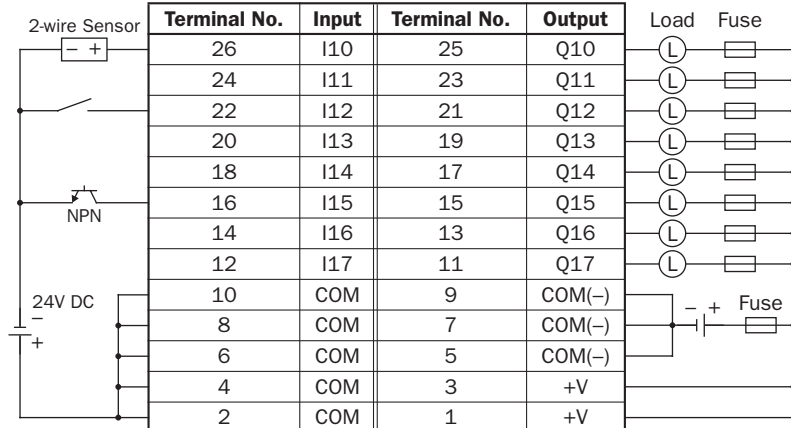 2-wire Sensor
− +
Terminal No. Input Terminal No. Output
Load Fuse
26 I10 25 Q10 L
24 I11 23 Q11 L
22 I12 21 Q12 L
20 I13 19 Q13 L
18 I14 17 Q14 L
NPN
16 I15 15 Q15 L
14 I16 13 Q16 L
12 I17 11 Q17 L
24V DC
−
+
10 COM 9 COM(−)
8 COM 7 COM(−)
− + Fuse
6 COM 5 COM(−)
4 COM 3 +V
2 COM 1 +V